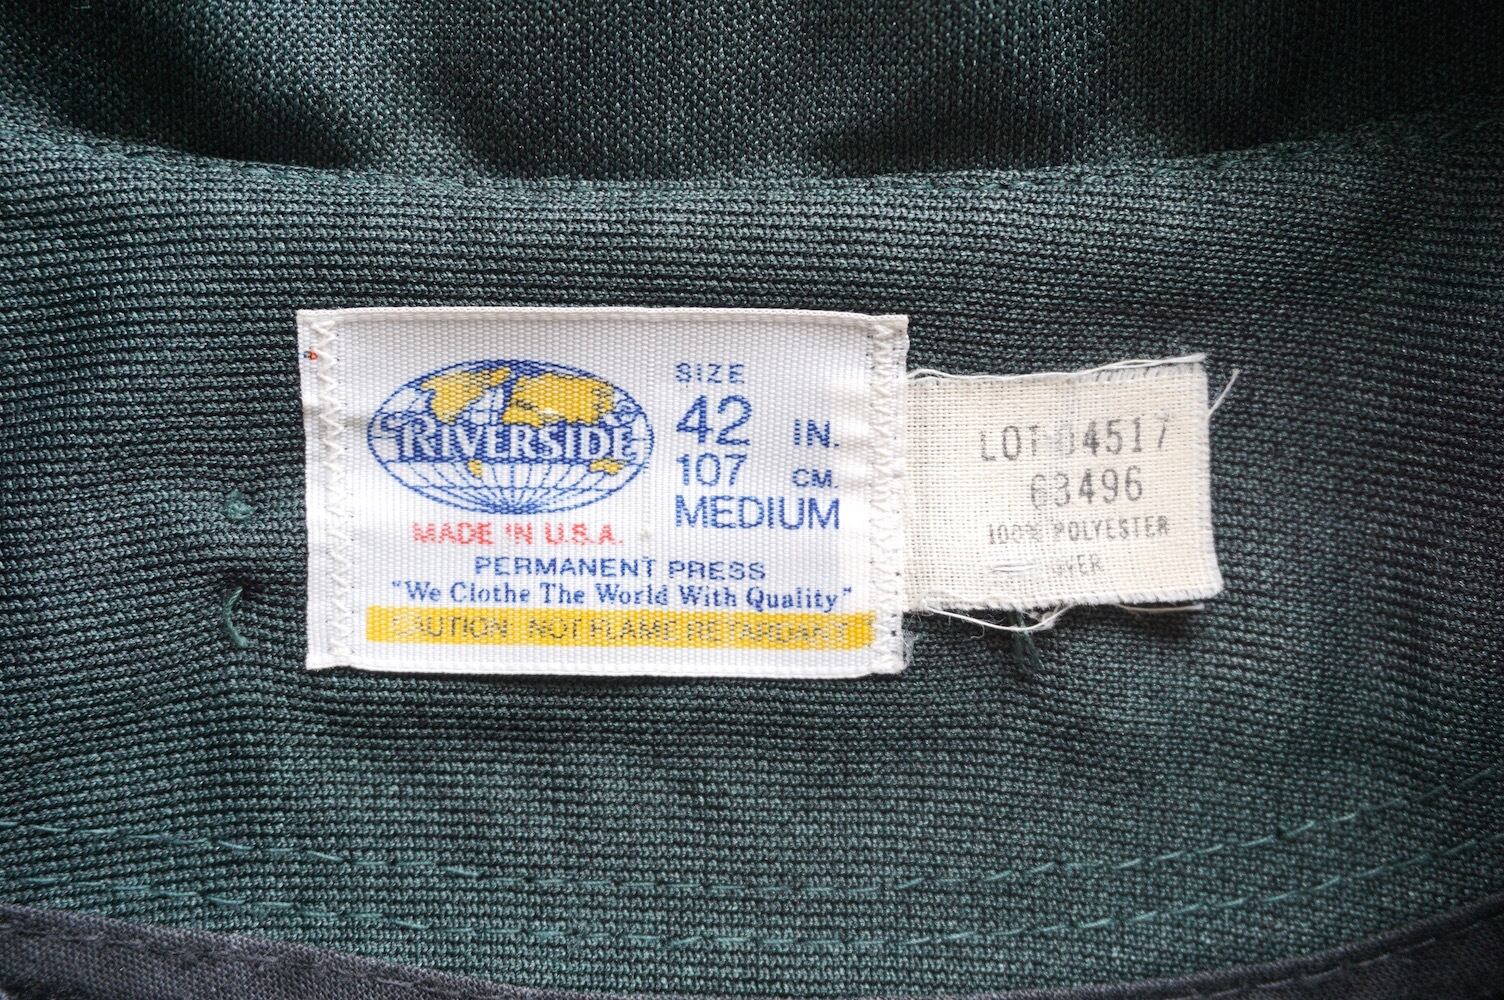 RIVERSIDE
SIZE
42 IN.
107 CM.
MEDIUM
MADE IN U.S.A.
PERMANENT PRESS
"We Clothe The World With Quality"
CAUTION: NOT FLAME RETARDANT
LOT 04517
63496
100% POLYESTER